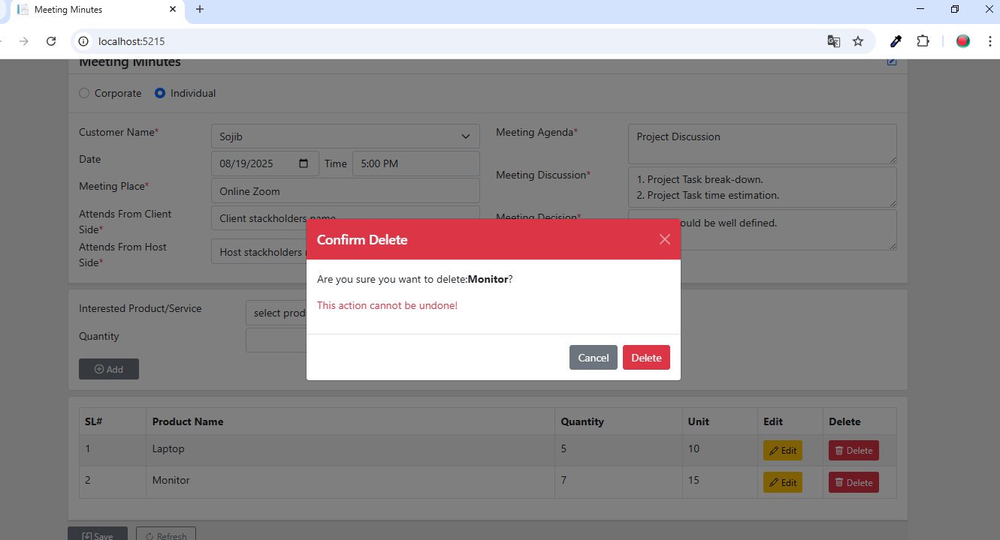 Meeting Minutes
localhost:5215
Meeting Minutes
Corporate Individual
Customer Name* Sojib
Date 08/19/2025 Time 5:00 PM
Meeting Place* Online Zoom
Attends From Client Side* Client stackholders name
Attends From Host Side* Host stackholders
Meeting Agenda* Project Discussion
Meeting Discussion* 1. Project Task break-down.
2. Project Task time estimation.
Meeting Decision* ould be well defined.
Confirm Delete
Are you sure you want to delete:Monitor?
This action cannot be undone!
Cancel Delete
Interested Product/Service select prod
Quantity
Add
SL# Product Name Quantity Unit Edit Delete
1 Laptop 5 10 Edit Delete
2 Monitor 7 15 Edit Delete
Save Refresh